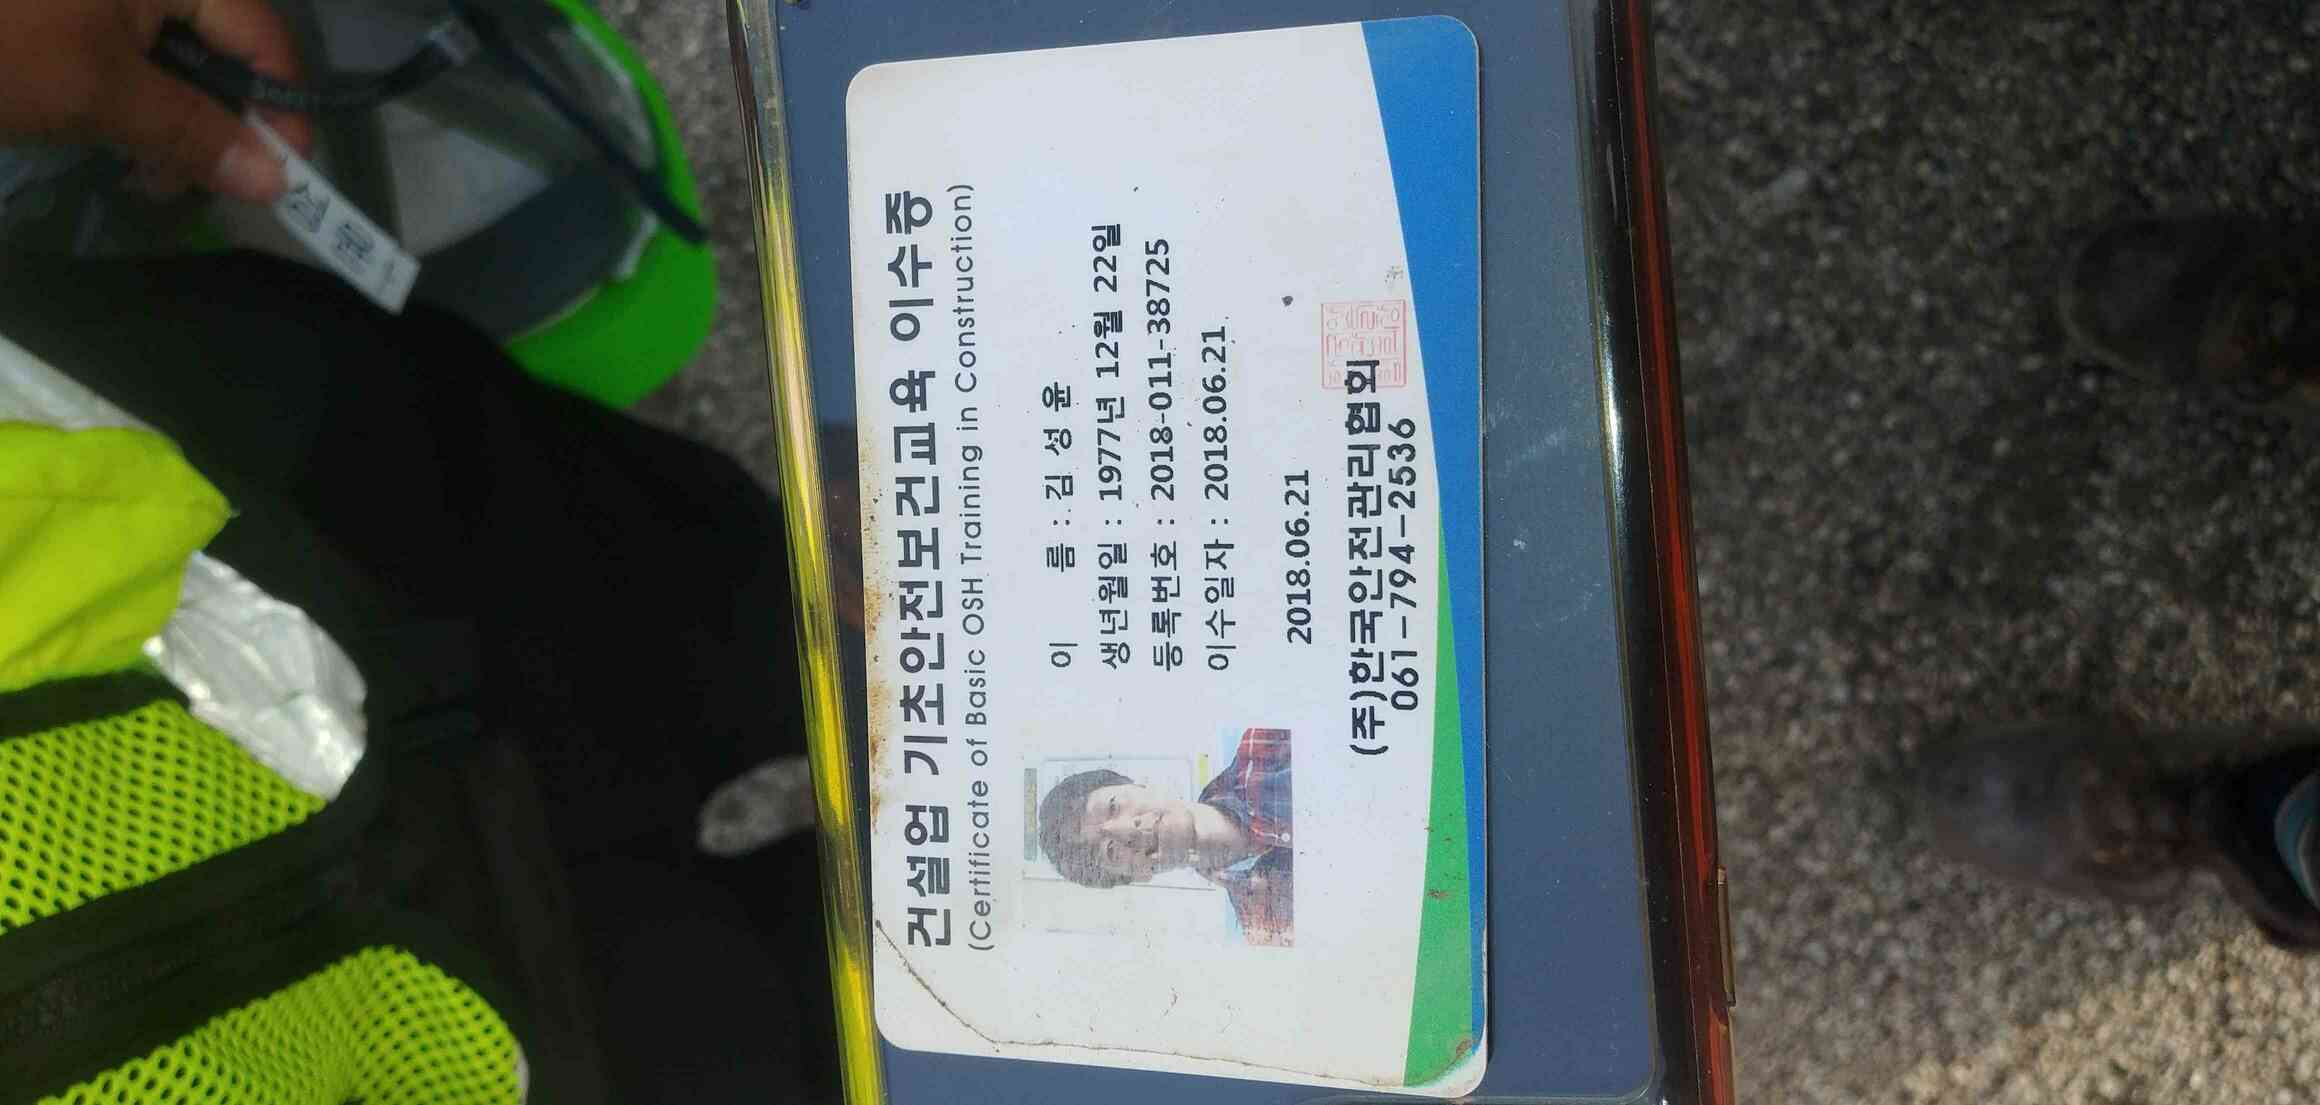 건설업 기초안전보건교육 이수증
(Certificate of Basic OSH Training in Construction)
이 름 : 김 성 윤
생년월일 : 1977년 12월 22일
등록번호 : 2018-011-38725
이수일자 : 2018.06.21
2018.06.21
(주)한국안전관리협회
061-794-2536